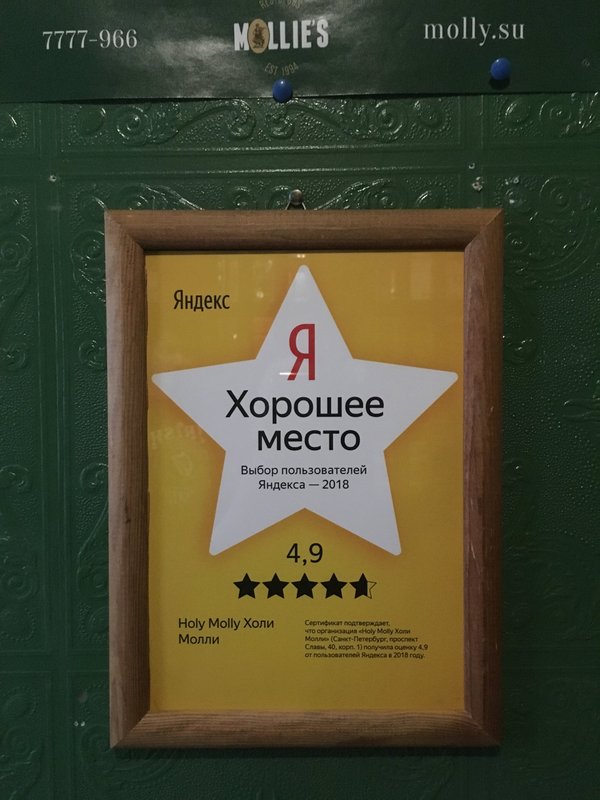 7777-966
MOLLIE'S
EST 1994
molly.su
Яндекс
Я
Хорошее
место
Выбор пользователей
Яндекса — 2018
4,9
Holy Molly Холи
Молли
Сертификат подтверждает,
что организация «Holy Molly Холи
Молли» (Санкт-Петербург, проспект
Славы, 40, корп. 1) получила оценку 4,9
от пользователей Яндекса в 2018 году.